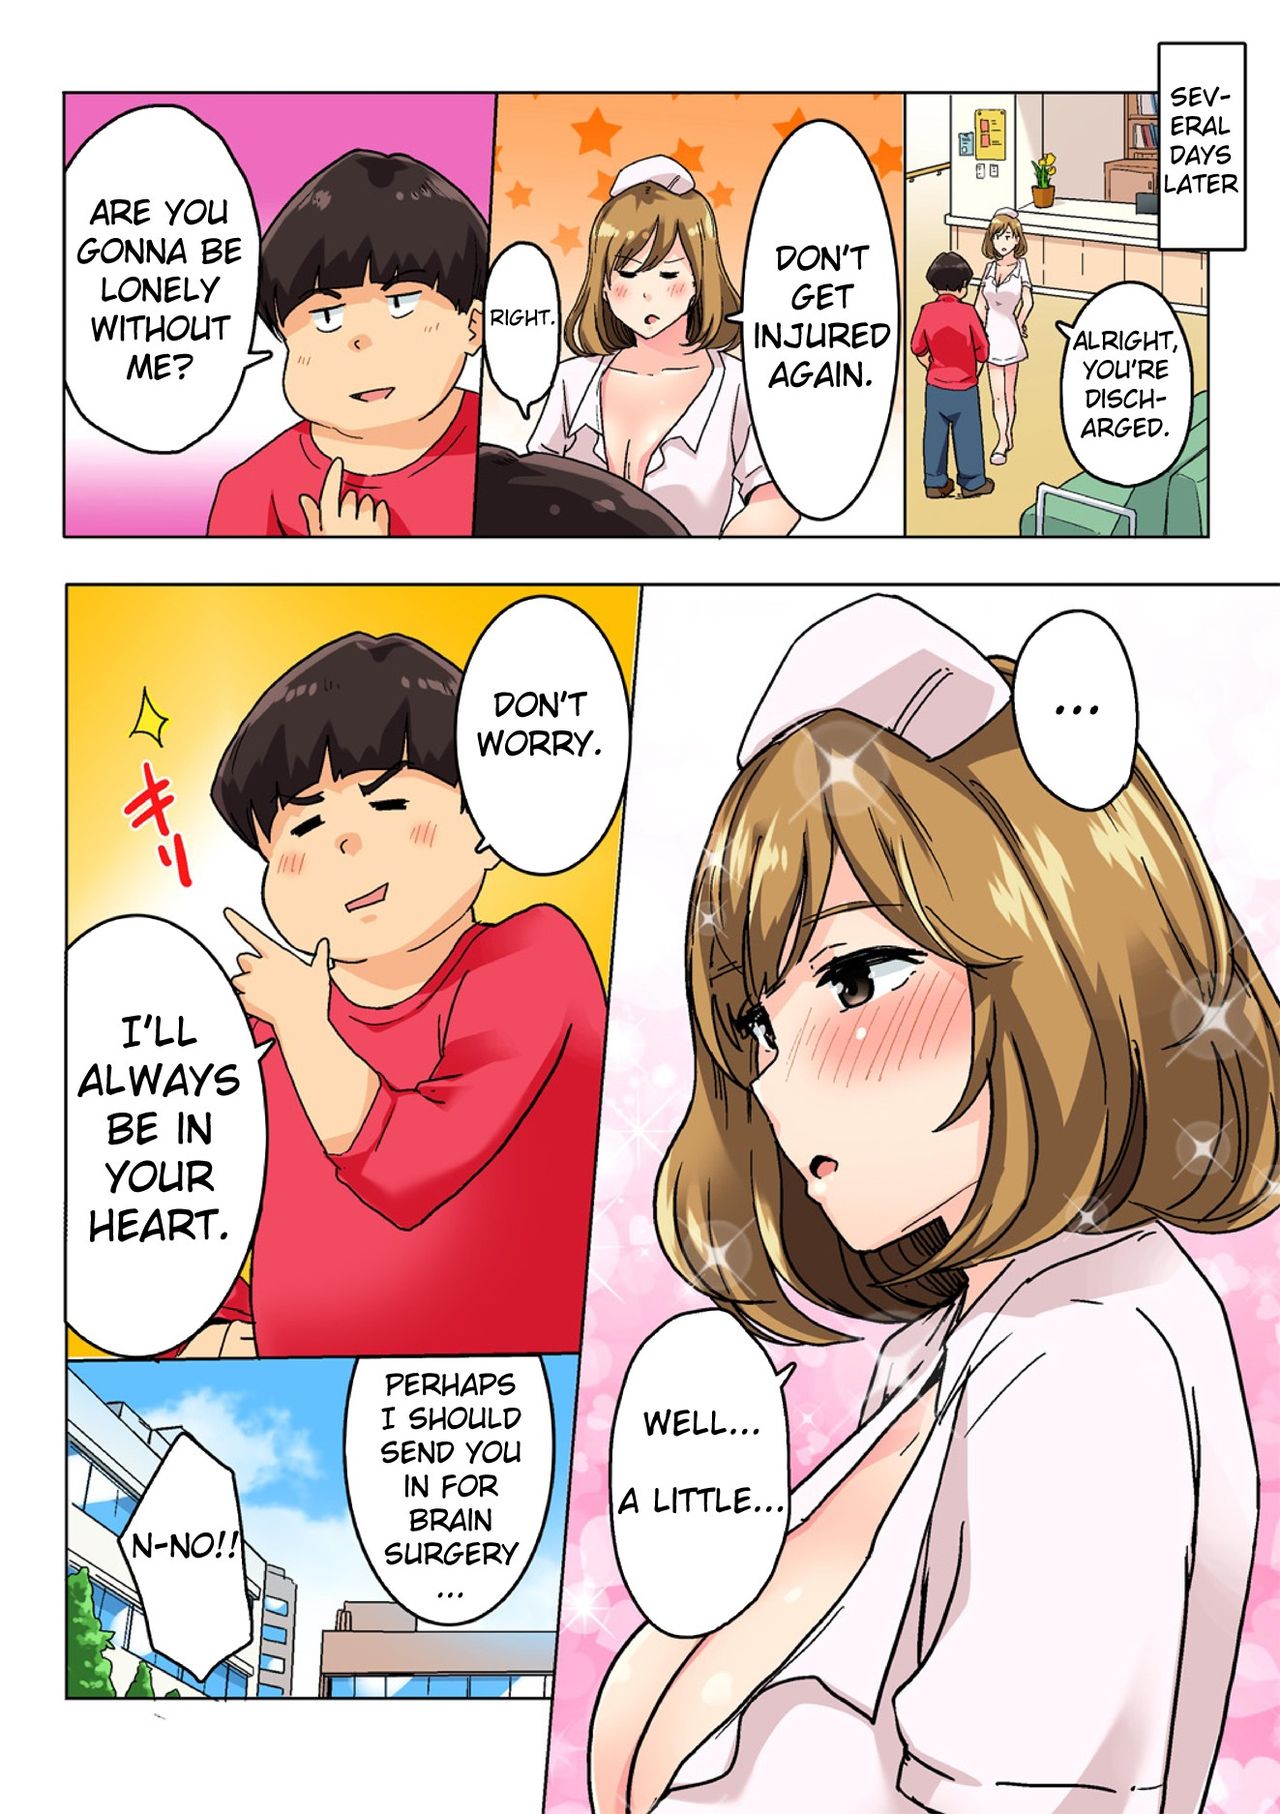 SEV-
ERAL
DAYS
LATER
ALRIGHT,
YOU'RE
DISCH-
ARGED.
DON'T
GET
INJURED
AGAIN.
RIGHT.
ARE YOU
GONNA BE
LONELY
WITHOUT
ME?
...
WELL...
A LITTLE...
DON'T
WORRY.
キリ
I'LL
ALWAYS
BE IN
YOUR
HEART.
PERHAPS
I SHOULD
SEND YOU
IN FOR
BRAIN
SURGERY
...
N-NO!!